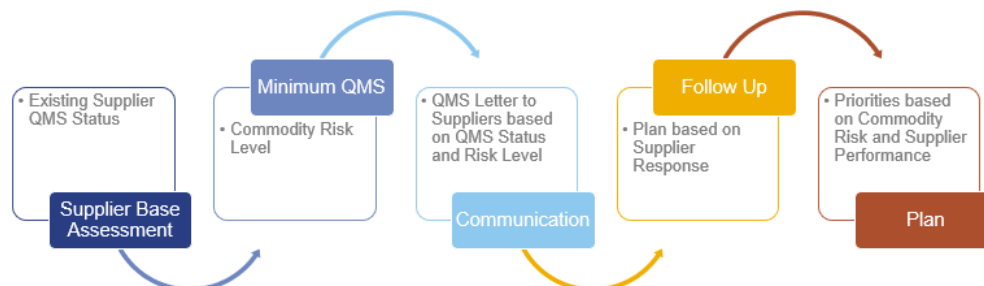 • Existing Supplier
QMS Status
Supplier Base
Assessment
Minimum QMS
• Commodity Risk
Level
• QMS Letter to
Suppliers based
on QMS Status
and Risk Level
Communication
Follow Up
• Plan based on
Supplier
Response
• Priorities based
on Commodity
Risk and Supplier
Performance
Plan